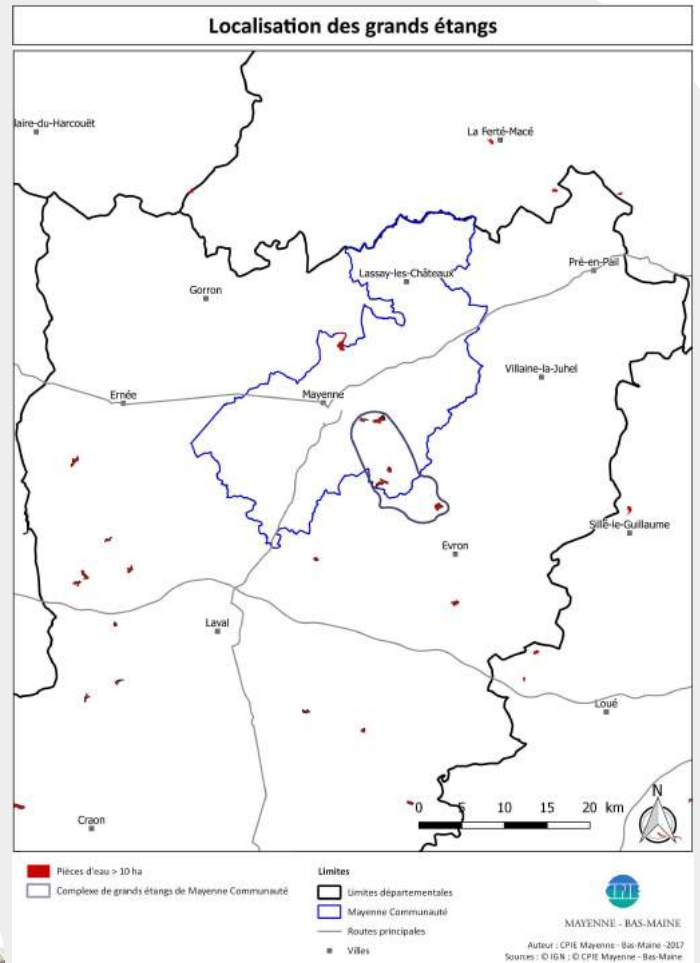 Localisation des grands étangs
laire-du-Harcouët
La Ferté-Macé
Pré-en-Pail
Lassay-les-Châteaux
Gorron
Villaine-la-Juhel
Ernée
Mayenne
Sillé-le-Guillaume
Evron
Laval
Loué
N
0 5 10 15 20 km
Craon
Pièces d'eau > 10 ha
Complexe de grands étangs de Mayenne Communauté
Limites
Limites départementales
Mayenne Communauté
Routes principales
Villes
CPIE
MAYENNE - BAS-MAINE
Auteur : CPIE Mayenne - Bas-Maine -2017
Sources : © IGN ; © CPIE Mayenne - Bas-Maine